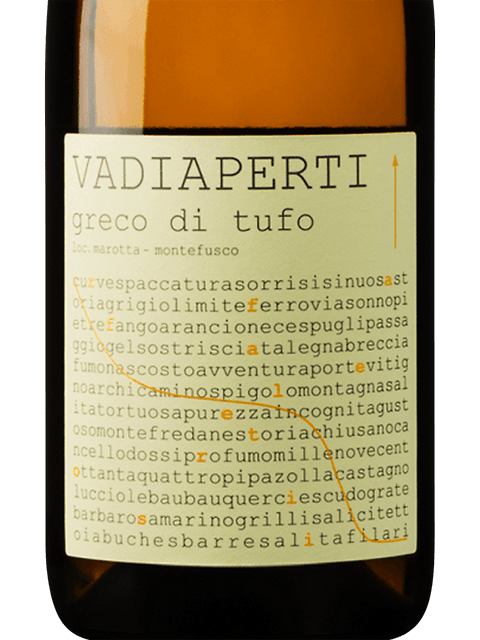 VADIAPERTI
greco di tufo
loc. marotta - montefusco
curvespaccaturasorrisisinuosast
oriagrigiolimiteferroviasonnopi
etrefangoarancionecespuglipassa
ggiogelsostrisciatalegnabreccia
fumonascostoavventuraportevitig
noarchicaminospigolomontagnasal
itatortuosapurezzaincognitagust
osomontefredanestoriachiusanoca
ncellodossiprofumomillenovecent
ottantaquattropipazollacastagno
lucciolebaubauquerciescudograte
barbarosamarinogrillisalicitett
oiabuchesbarresalitafilari